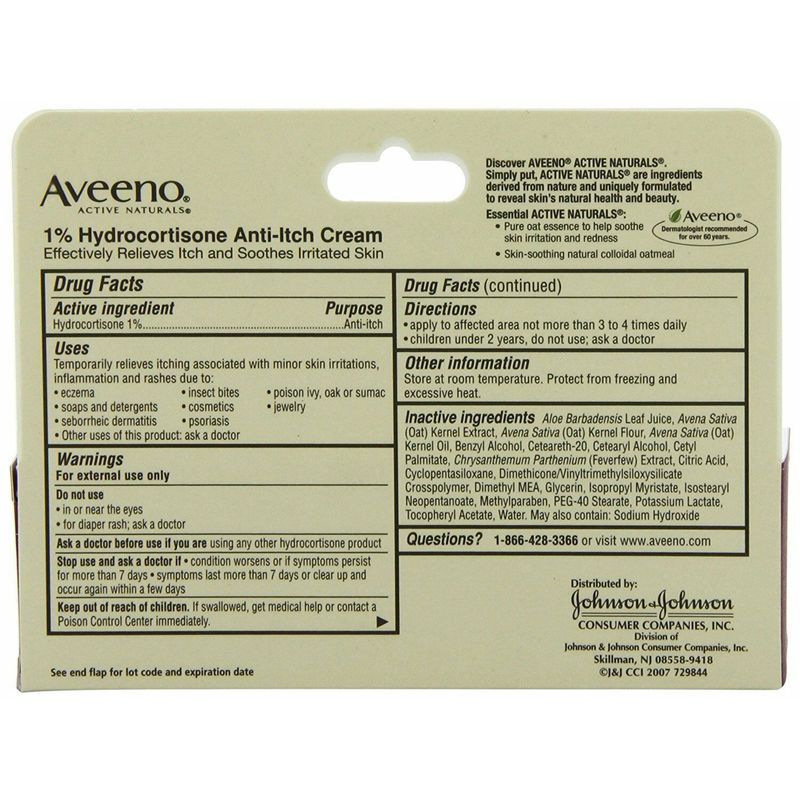 AVEENO®
ACTIVE NATURALS®
1% Hydrocortisone Anti-Itch Cream
Effectively Relieves Itch and Soothes Irritated Skin
Discover AVEENO® ACTIVE NATURALS®.
Simply put, ACTIVE NATURALS® are ingredients
derived from nature and uniquely formulated
to reveal skin's natural health and beauty.
Essential ACTIVE NATURALS®:
• Pure oat essence to help soothe
skin irritation and redness
• Skin-soothing natural colloidal oatmeal
Aveeno®
Dermatologist recommended
for over 60 years.
Drug Facts
Active ingredient Purpose
Hydrocortisone 1%..........Anti-itch
Uses
Temporarily relieves itching associated with minor skin irritations,
inflammation and rashes due to:
• eczema • insect bites • poison ivy, oak or sumac
• soaps and detergents • cosmetics • jewelry
• seborrheic dermatitis • psoriasis
• Other uses of this product: ask a doctor
Warnings
For external use only
Do not use
• in or near the eyes
• for diaper rash; ask a doctor
Ask a doctor before use if you are using any other hydrocortisone product
Stop use and ask a doctor if • condition worsens or if symptoms persist
for more than 7 days • symptoms last more than 7 days or clear up and
occur again within a few days
Keep out of reach of children. If swallowed, get medical help or contact a
Poison Control Center immediately.
Drug Facts (continued)
Directions
• apply to affected area not more than 3 to 4 times daily
• children under 2 years, do not use; ask a doctor
Other information
Store at room temperature. Protect from freezing and
excessive heat.
Inactive ingredients Aloe Barbadensis Leaf Juice, Avena Sativa
(Oat) Kernel Extract, Avena Sativa (Oat) Kernel Flour, Avena Sativa (Oat)
Kernel Oil, Benzyl Alcohol, Ceteareth-20, Cetearyl Alcohol, Cetyl
Palmitate, Chrysanthemum Parthenium (Feverfew) Extract, Citric Acid,
Cyclopentasiloxane, Dimethicone/Vinyltrimethylsiloxysilicate
Crosspolymer, Dimethyl MEA, Glycerin, Isopropyl Myristate, Isostearyl
Neopentanoate, Methylparaben, PEG-40 Stearate, Potassium Lactate,
Tocopheryl Acetate, Water. May also contain: Sodium Hydroxide
Questions? 1-866-428-3366 or visit www.aveeno.com
See end flap for lot code and expiration date
Distributed by:
Johnson & Johnson
CONSUMER COMPANIES, INC.
Division of
Johnson & Johnson Consumer Companies, Inc.
Skillman, NJ 08558-9418
©J&J CCI 2007 729844